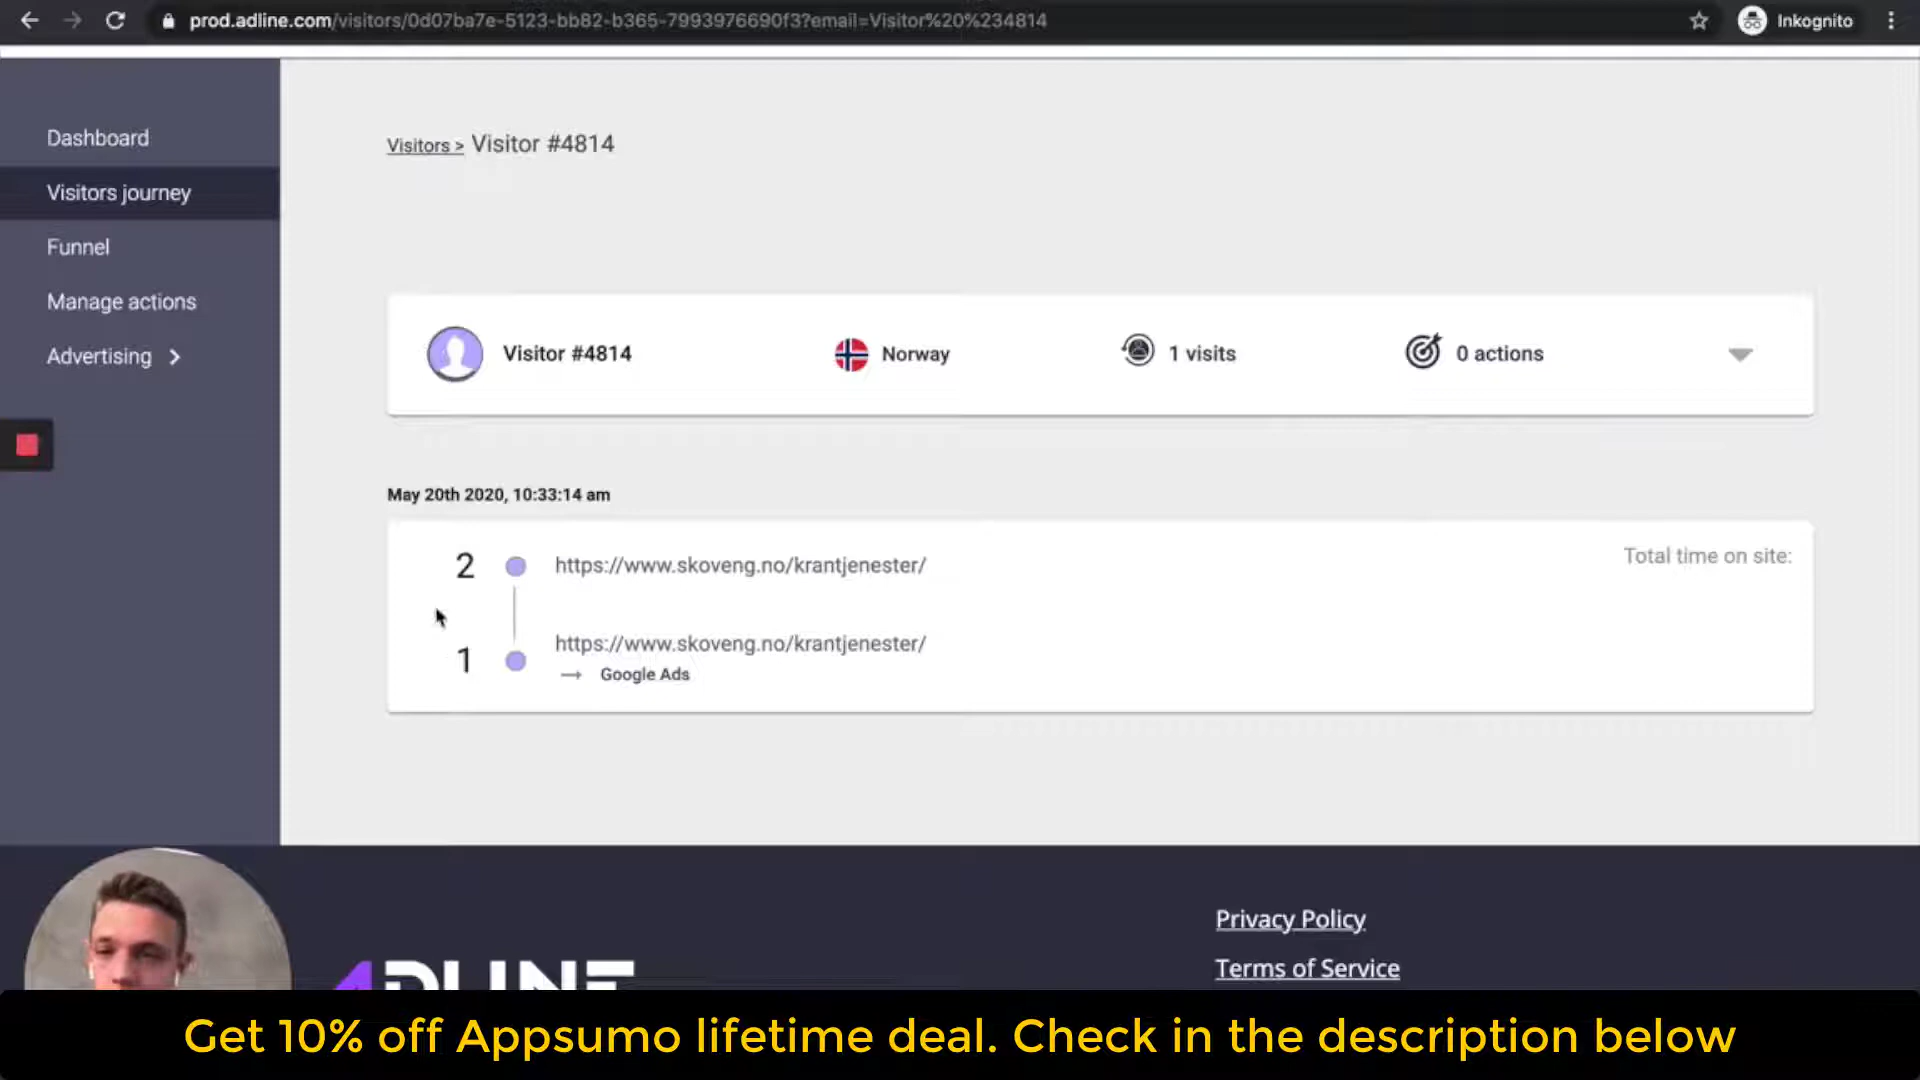 prod.adline.com/visitors/0d07ba7e-5123-bb82-b365-7993976690f3?email=Visitor%20%234814
Inkognito
Dashboard
Visitors journey
Funnel
Manage actions
Advertising >
Visitors > Visitor #4814
Visitor #4814
Norway
1 visits
0 actions
May 20th 2020, 10:33:14 am
2
https://www.skoveng.no/krantjenester/
Total time on site:
1
https://www.skoveng.no/krantjenester/
→ Google Ads
Privacy Policy
Terms of Service
ADLINE
Get 10% off Appsumo lifetime deal. Check in the description below